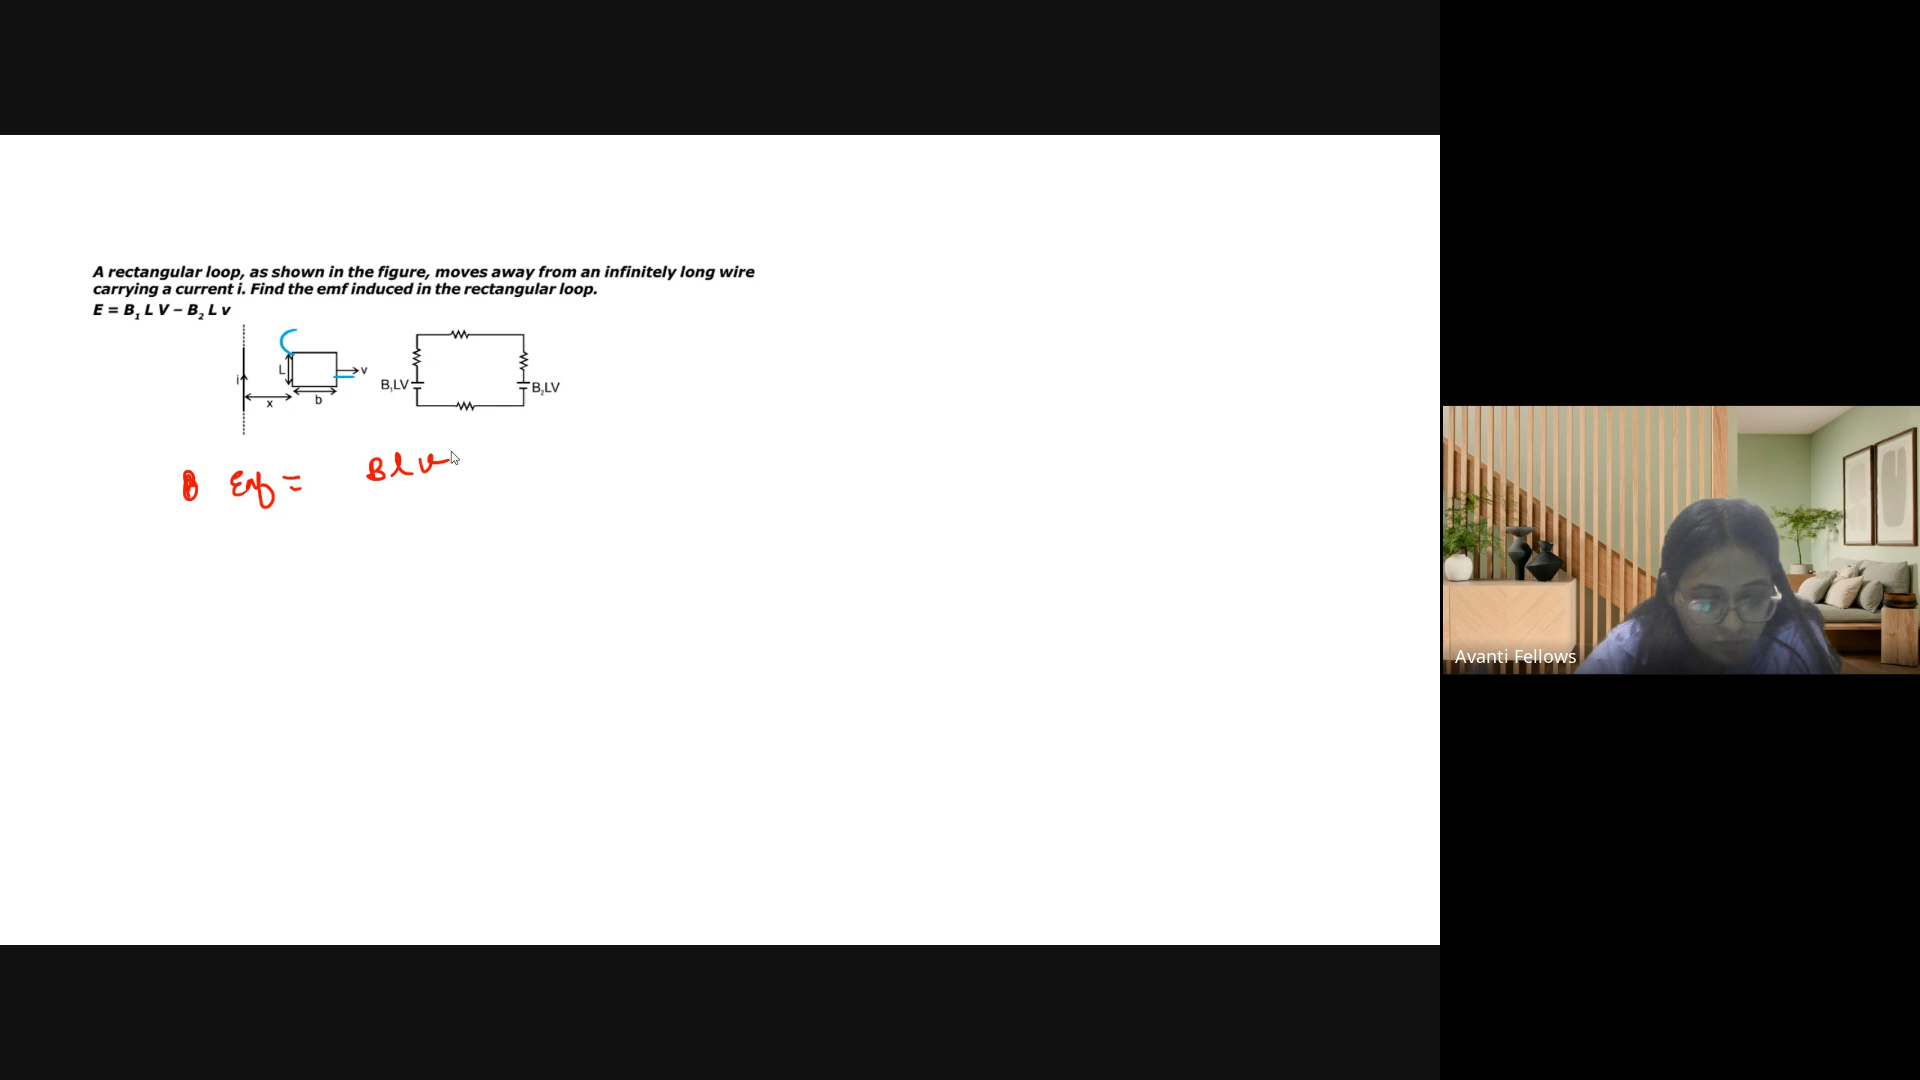 A rectangular loop, as shown in the figure, moves away from an infinitely long wire
carrying a current i. Find the emf induced in the rectangular loop.
E = B₁ L V – B₂ L v
i
L
v
x
b
B₁LV
B₂LV
Emf =
Blv
Avanti Fellows